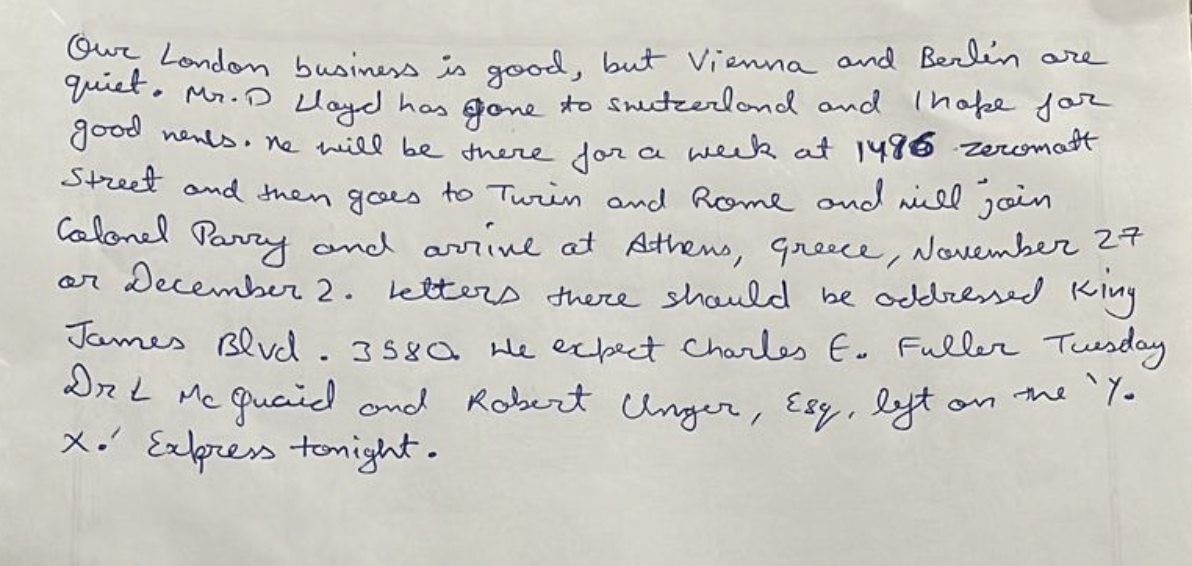 Our London business is good, but Vienna and Berlin are
quiet. Mr. D Lloyd has gone to switzerland and I hope for
good news. He will be there for a week at 1496 zeromatt
Street and then goes to Turin and Rome and will join
Colonel Parry and arrive at Athens, Greece, November 27
or December 2. Letters there should be addressed King
James Blvd. 3580. We expect Charles E. Fuller Tuesday
Dr L Mc Quaid and Robert Unger, Esq, left on the 'Y.
X.' Express tonight.